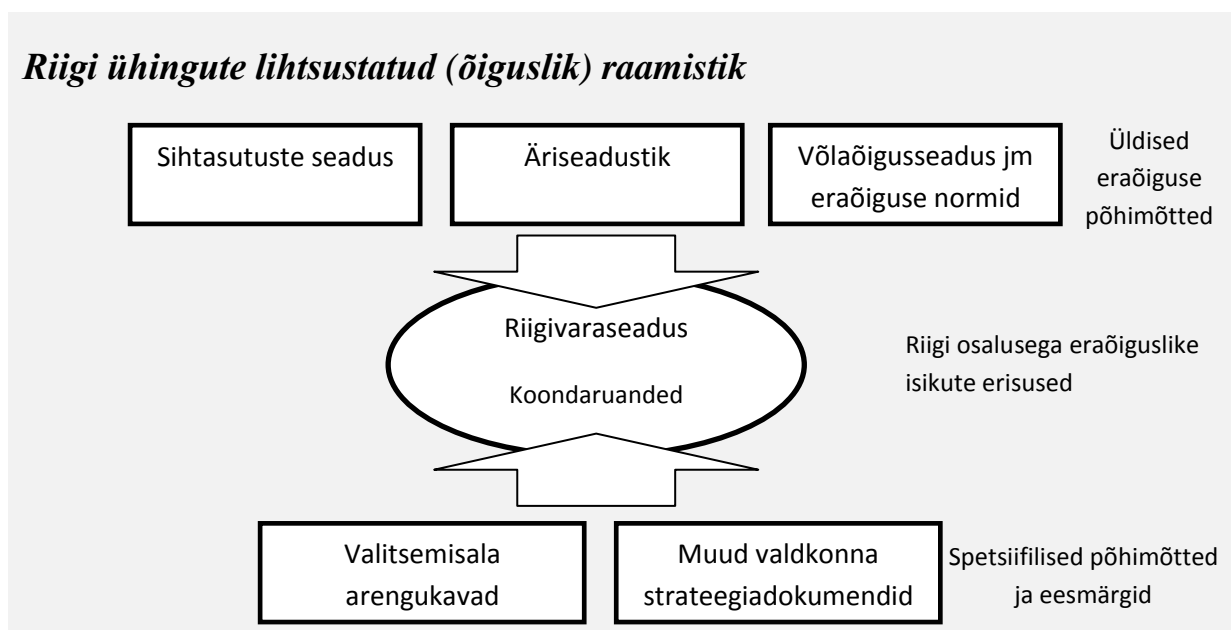 Riigi ühingute lihtsustatud (õiguslik) raamistik
Sihtasutuste seadus
Äriseadustik
Võlaõigusseadus jm
eraõiguse normid
Üldised
eraõiguse
põhimõtted
Riigivaraseadus
Koondaruanded
Riigi osalusega eraõiguslike
isikute erisused
Valitsemisala
arengukavad
Muud valdkonna
strateegiadokumendid
Spetsiifilised põhimõtted
ja eesmärgid